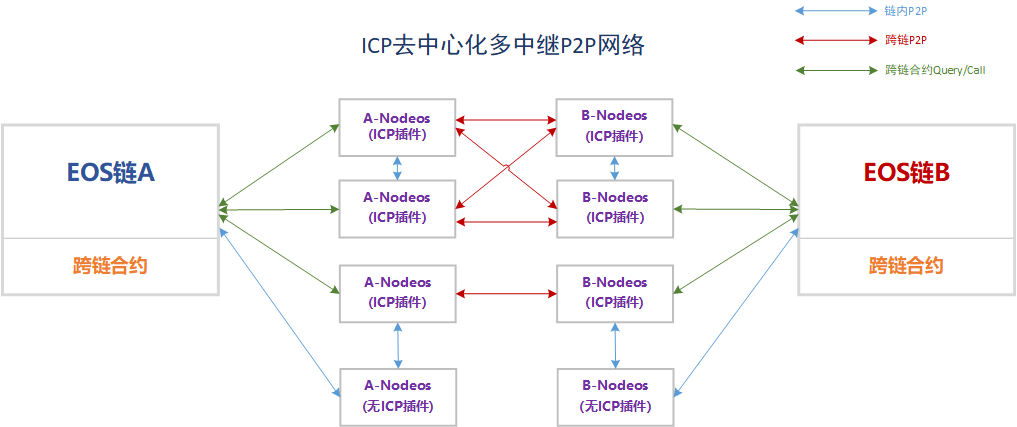 链内P2P
ICP去中心化多中继P2P网络
跨链P2P
跨链合约Query/Call
A-Nodeos
(ICP插件)
B-Nodeos
(ICP插件)
EOS链A
EOS链B
A-Nodeos
(ICP插件)
B-Nodeos
(ICP插件)
跨链合约
跨链合约
A-Nodeos
(ICP插件)
B-Nodeos
(ICP插件)
A-Nodeos
(无ICP插件)
B-Nodeos
(无ICP插件)